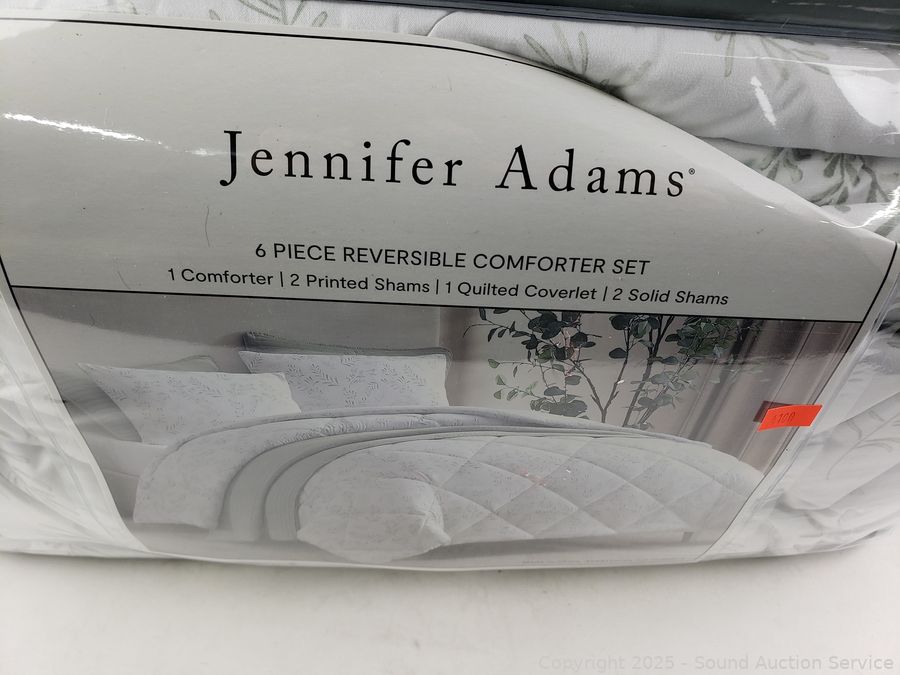 Jennifer Adams®
6 PIECE REVERSIBLE COMFORTER SET
1 Comforter | 2 Printed Shams | 1 Quilted Coverlet | 2 Solid Shams
Copyright 2025 - Sound Auction Service